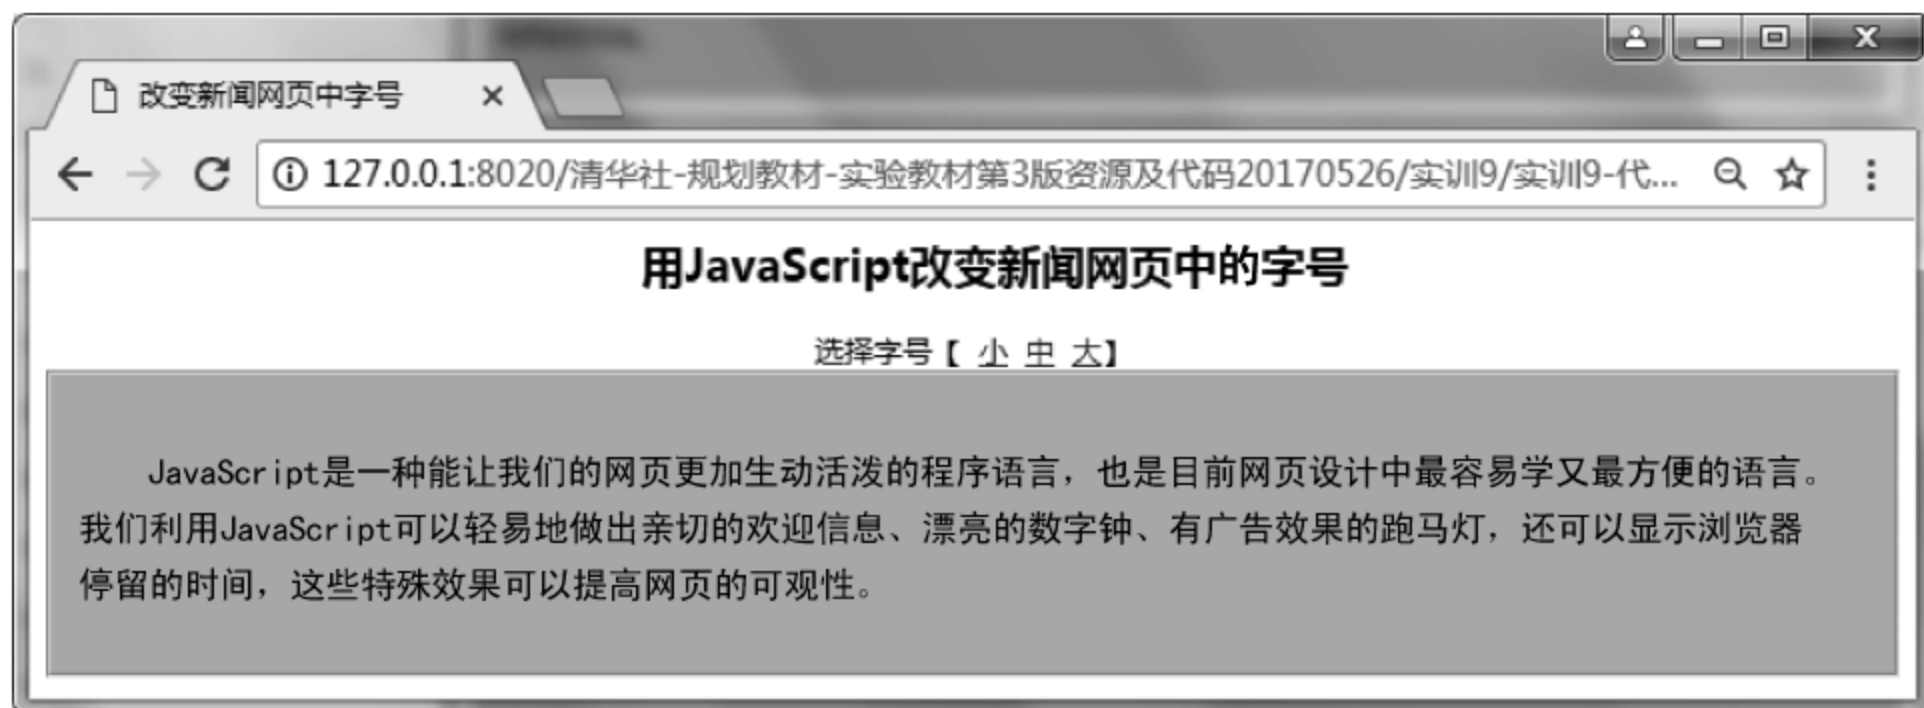 改变新闻网页中字号
127.0.0.1:8020/清华社-规划教材-实验教材第3版资源及代码20170526/实训9/实训9-代...
用JavaScript改变新闻网页中的字号
选择字号【 小 中 大】
JavaScript是一种能让我们的网页更加生动活泼的程序语言，也是目前网页设计中最容易学又最方便的语言。
我们利用JavaScript可以轻易地做出亲切的欢迎信息、漂亮的数字钟、有广告效果的跑马灯，还可以显示浏览器
停留的时间，这些特殊效果可以提高网页的可观性。